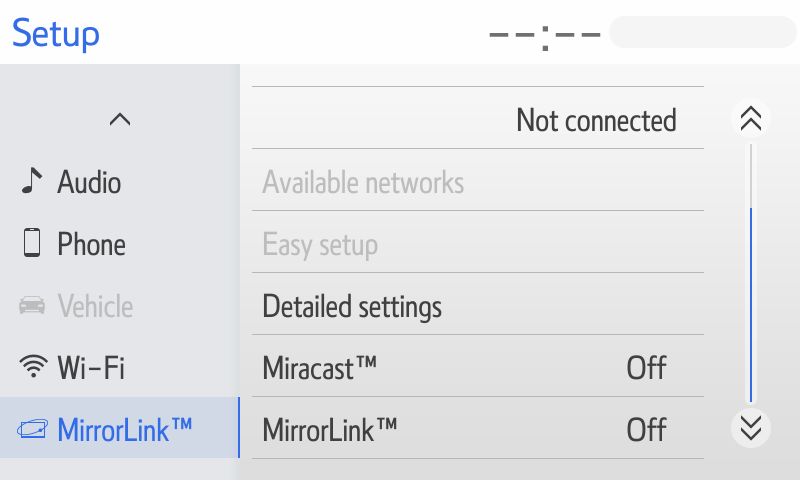 Setup
--:--
Not connected
Audio
Available networks
Phone
Easy setup
Vehicle
Detailed settings
Wi-Fi
Miracast™ Off
MirrorLink™
MirrorLink™ Off